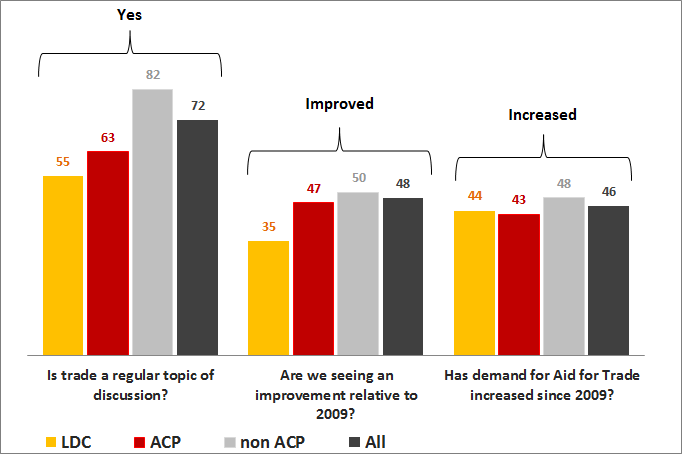 Yes
Improved
Increased
55
63
82
72
35
47
50
48
44
43
48
46
Is trade a regular topic of
discussion?
Are we seeing an
improvement relative to
2009?
Has demand for Aid for Trade
increased since 2009?
LDC
ACP
non ACP
All